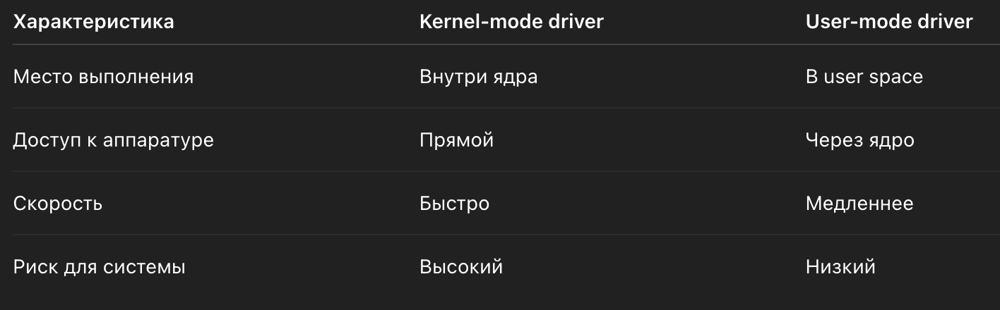 Характеристика Kernel-mode driver User-mode driver
Место выполнения Внутри ядра В user space
Доступ к аппаратуре Прямой Через ядро
Скорость Быстро Медленнее
Риск для системы Высокий Низкий